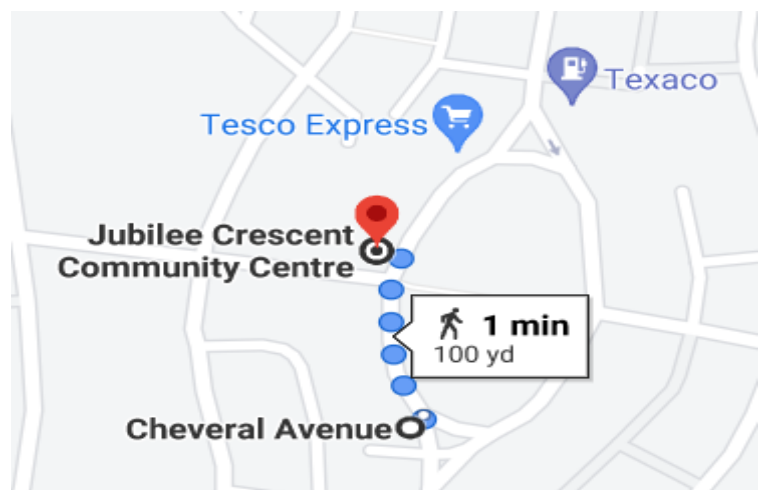 Texaco
Tesco Express
Jubilee Crescent
Community Centre
1 min
100 yd
Cheveral Avenue